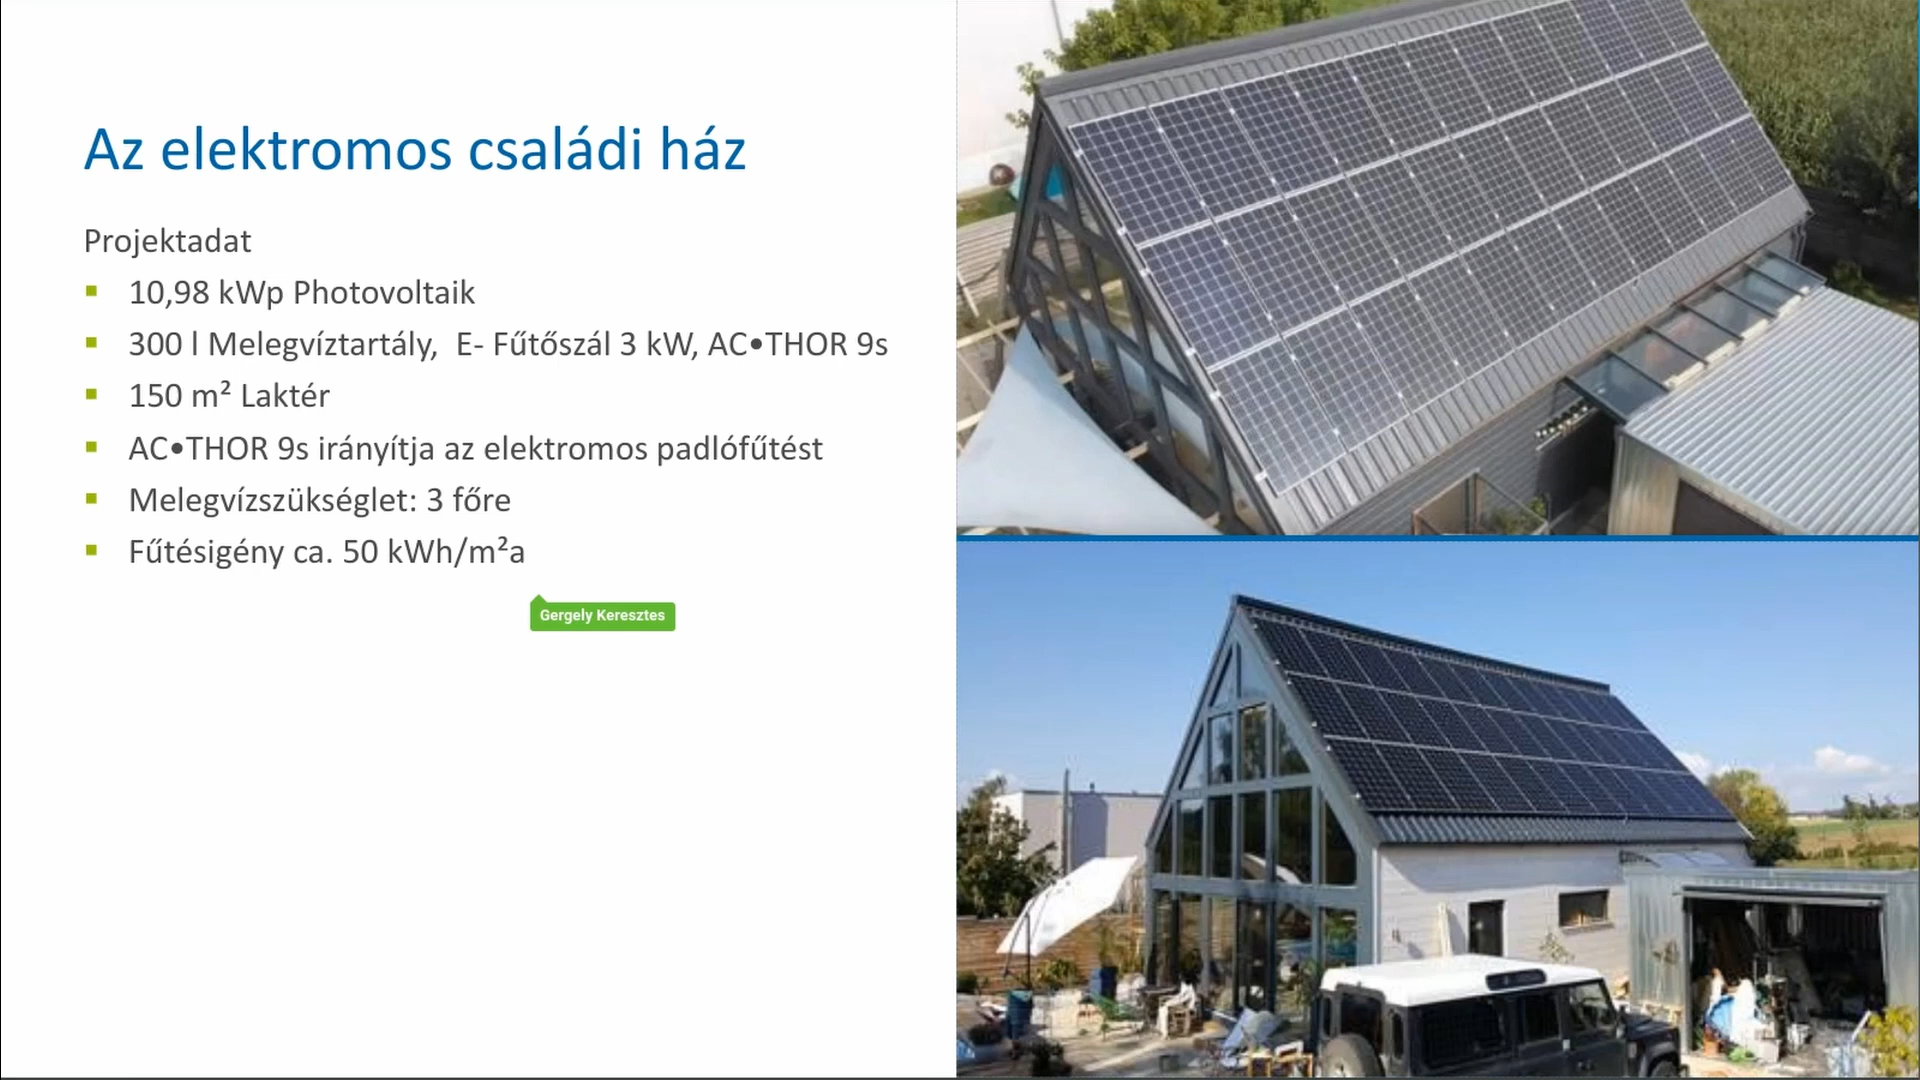 Az elektromos családi ház
Projektadat
10,98 kWp Photovoltaik
300 l Melegvíztartály,  E- Fűtőszál 3 kW, AC•THOR 9s
150 m² Laktér
AC•THOR 9s irányítja az elektromos padlófűtést
Melegvízszükséglet: 3 főre
Fűtésigény ca. 50 kWh/m²a
Gergely Keresztes